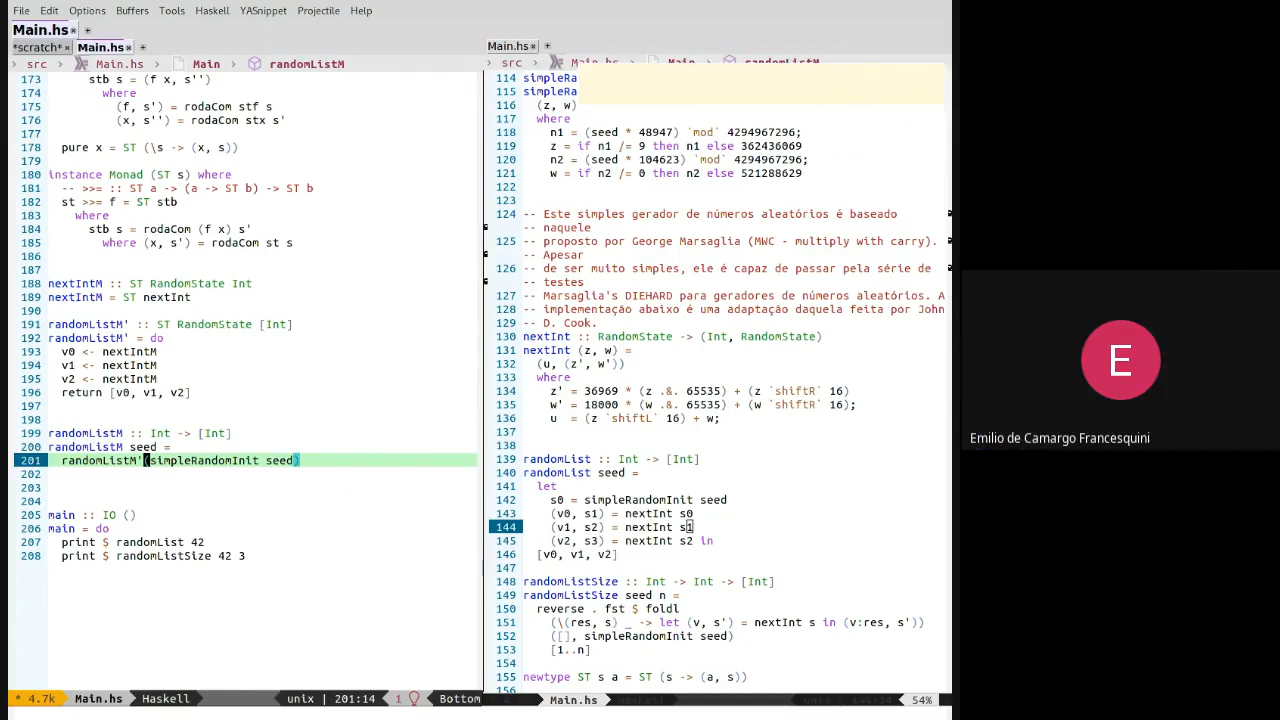 File Edit Options Buffers Tools Haskell YASnippet Projectile Help
Main.hs
*scratch* Main.hs
src Main.hs Main randomListM
173 stb s = (f x, s'')
174 where
175 (f, s') = rodaCom stf s
176 (x, s'') = rodaCom stx s'
177
178 pure x = ST (\s -> (x, s))
179
180 instance Monad (ST s) where
181 -- >>= :: ST a -> (a -> ST b) -> ST b
182 st >>= f = ST stb
183 where
184 stb s = rodaCom (f x) s'
185 where (x, s') = rodaCom st s
186
187
188 nextIntM :: ST RandomState Int
189 nextIntM = ST nextInt
190
191 randomListM' :: ST RandomState [Int]
192 randomListM' = do
193 v0 <- nextIntM
194 v1 <- nextIntM
195 v2 <- nextIntM
196 return [v0, v1, v2]
197
198
199 randomListM :: Int -> [Int]
200 randomListM seed =
201 randomListM'(simpleRandomInit seed)
202
203
204
205 main :: IO ()
206 main = do
207 print $ randomList 42
208 print $ randomListSize 42 3
* 4.7k Main.hs Haskell unix | 201:14 1 Bottom
Main.hs
src Main.hs Main randomListM
114 simpleRa
115 simpleRa
116 (z, w)
117 where
118 n1 = (seed * 48947) `mod` 4294967296;
119 z = if n1 /= 9 then n1 else 362436069
120 n2 = (seed * 104623) `mod` 4294967296;
121 w = if n2 /= 0 then n2 else 521288629
122
123
124 -- Este simples gerador de números aleatórios é baseado
-- naquele
125 -- proposto por George Marsaglia (MWC - multiply with carry).
-- Apesar
126 -- de ser muito simples, ele é capaz de passar pela série de
-- testes
127 -- Marsaglia's DIEHARD para geradores de números aleatórios. A
128 -- implementação abaixo é uma adaptação daquela feita por John
129 -- D. Cook.
130 nextInt :: RandomState -> (Int, RandomState)
131 nextInt (z, w) =
132 (u, (z', w'))
133 where
134 z' = 36969 * (z .&. 65535) + (z `shiftR` 16)
135 w' = 18000 * (w .&. 65535) + (w `shiftR` 16);
136 u = (z `shiftL` 16) + w;
137
138
139 randomList :: Int -> [Int]
140 randomList seed =
141 let
142 s0 = simpleRandomInit seed
143 (v0, s1) = nextInt s0
144 (v1, s2) = nextInt s1
145 (v2, s3) = nextInt s2 in
146 [v0, v1, v2]
147
148 randomListSize :: Int -> Int -> [Int]
149 randomListSize seed n =
150 reverse . fst $ foldl
151 (\(res, s) _ -> let (v, s') = nextInt s in (v:res, s'))
152 ([], simpleRandomInit seed)
153 [1..n]
154
155 newtype ST s a = ST (s -> (a, s))
156
Main.hs 54%
E
Emilio de Camargo Francesquini